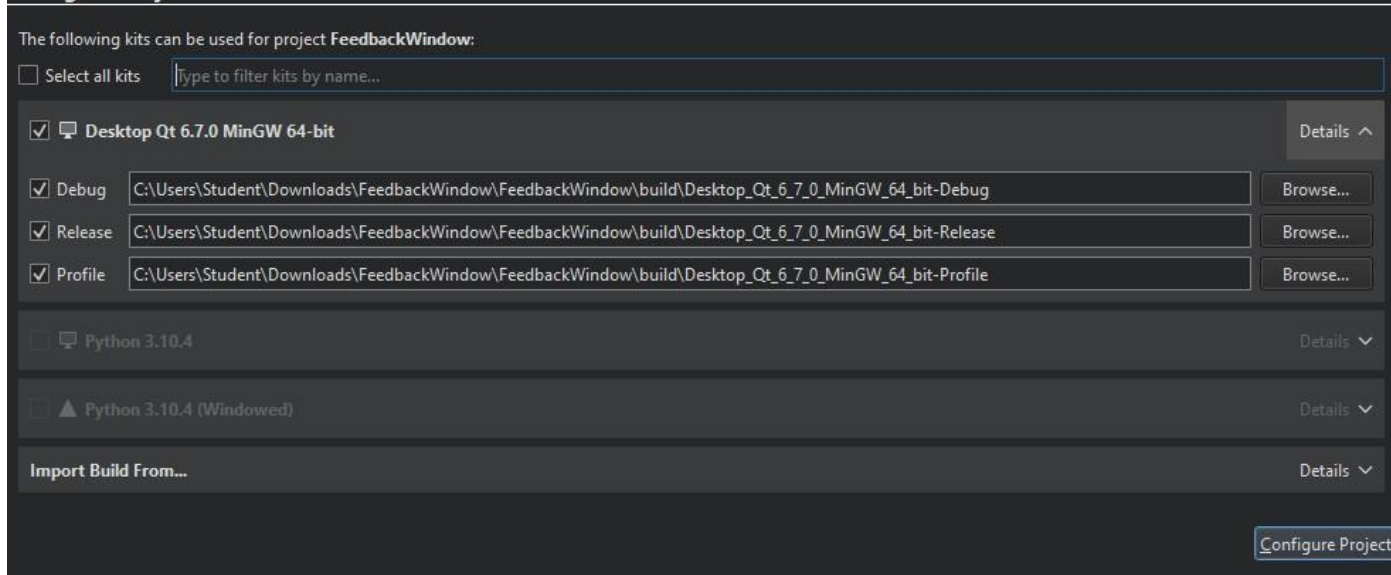 The following kits can be used for project FeedbackWindow:
Select all kits Type to filter kits by name...
Desktop Qt 6.7.0 MinGW 64-bit Details
Debug C:\Users\Student\Downloads\FeedbackWindow\FeedbackWindow\build\Desktop_Qt_6_7_0_MinGW_64_bit-Debug Browse...
Release C:\Users\Student\Downloads\FeedbackWindow\FeedbackWindow\build\Desktop_Qt_6_7_0_MinGW_64_bit-Release Browse...
Profile C:\Users\Student\Downloads\FeedbackWindow\FeedbackWindow\build\Desktop_Qt_6_7_0_MinGW_64_bit-Profile Browse...
Python 3.10.4 Details
Python 3.10.4 (Windowed) Details
Import Build From... Details
Configure Project